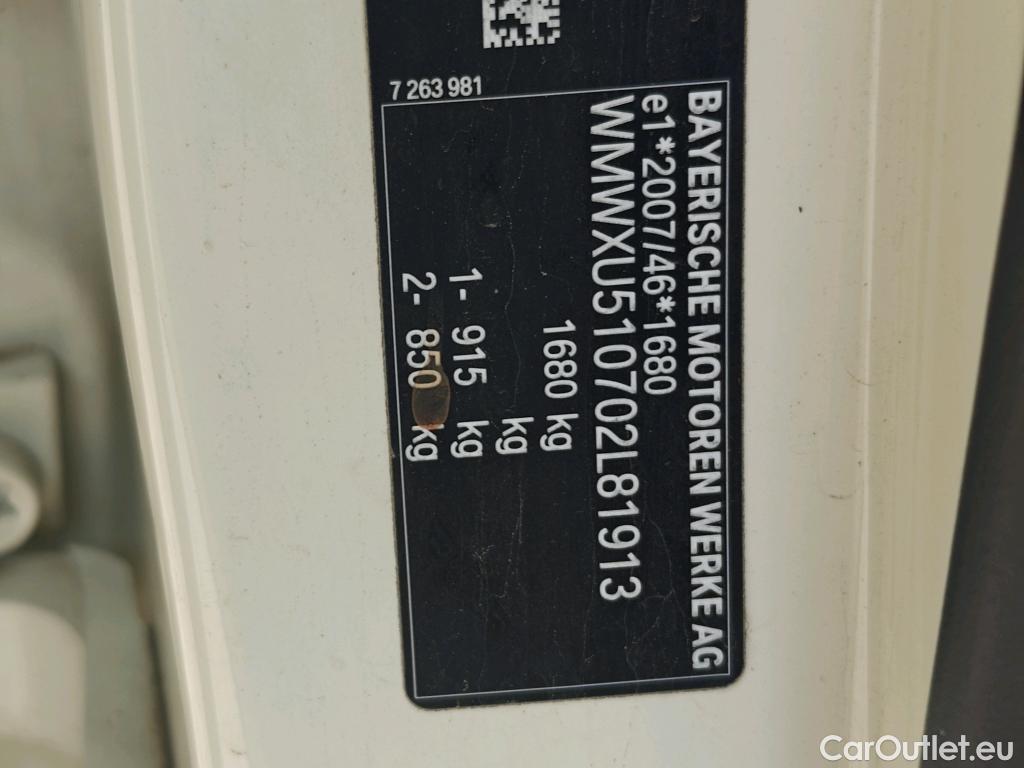 7 263 981
BAYERISCHE MOTOREN WERKE AG
e1*2007/46*1680
WMWXU510702L81913
1680 kg
kg
1- 915 kg
2- 850 kg
CarOutlet.eu